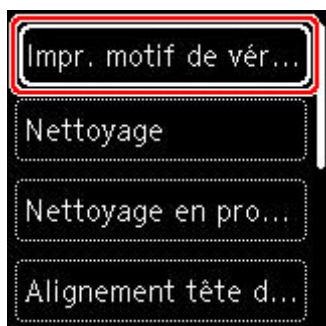 Impr. motif de vér...
Nettoyage
Nettoyage en pro...
Alignement tête d...